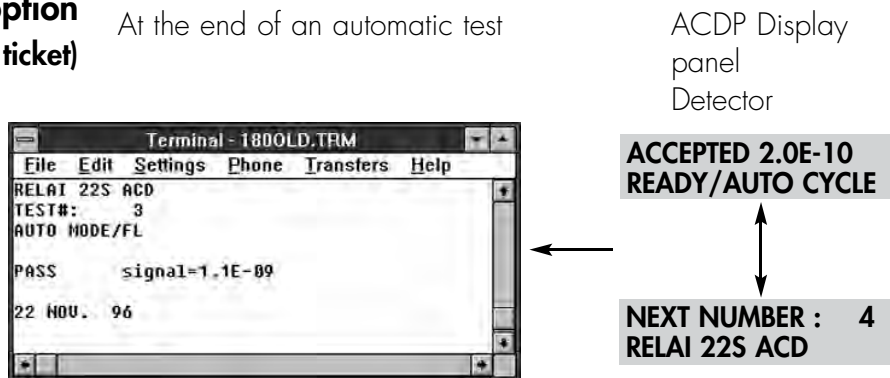 option
ticket)
At the end of an automatic test
ACDP Display
panel
Detector
Terminal - 180OLD.TRM
File Edit Settings Phone Transfers Help
RELAI 22S ACD
TEST#: 3
AUTO MODE/FL
PASS signal=1.1E-09
22 NOV. 96
ACCEPTED 2.0E-10
READY/AUTO CYCLE
NEXT NUMBER : 4
RELAI 22S ACD